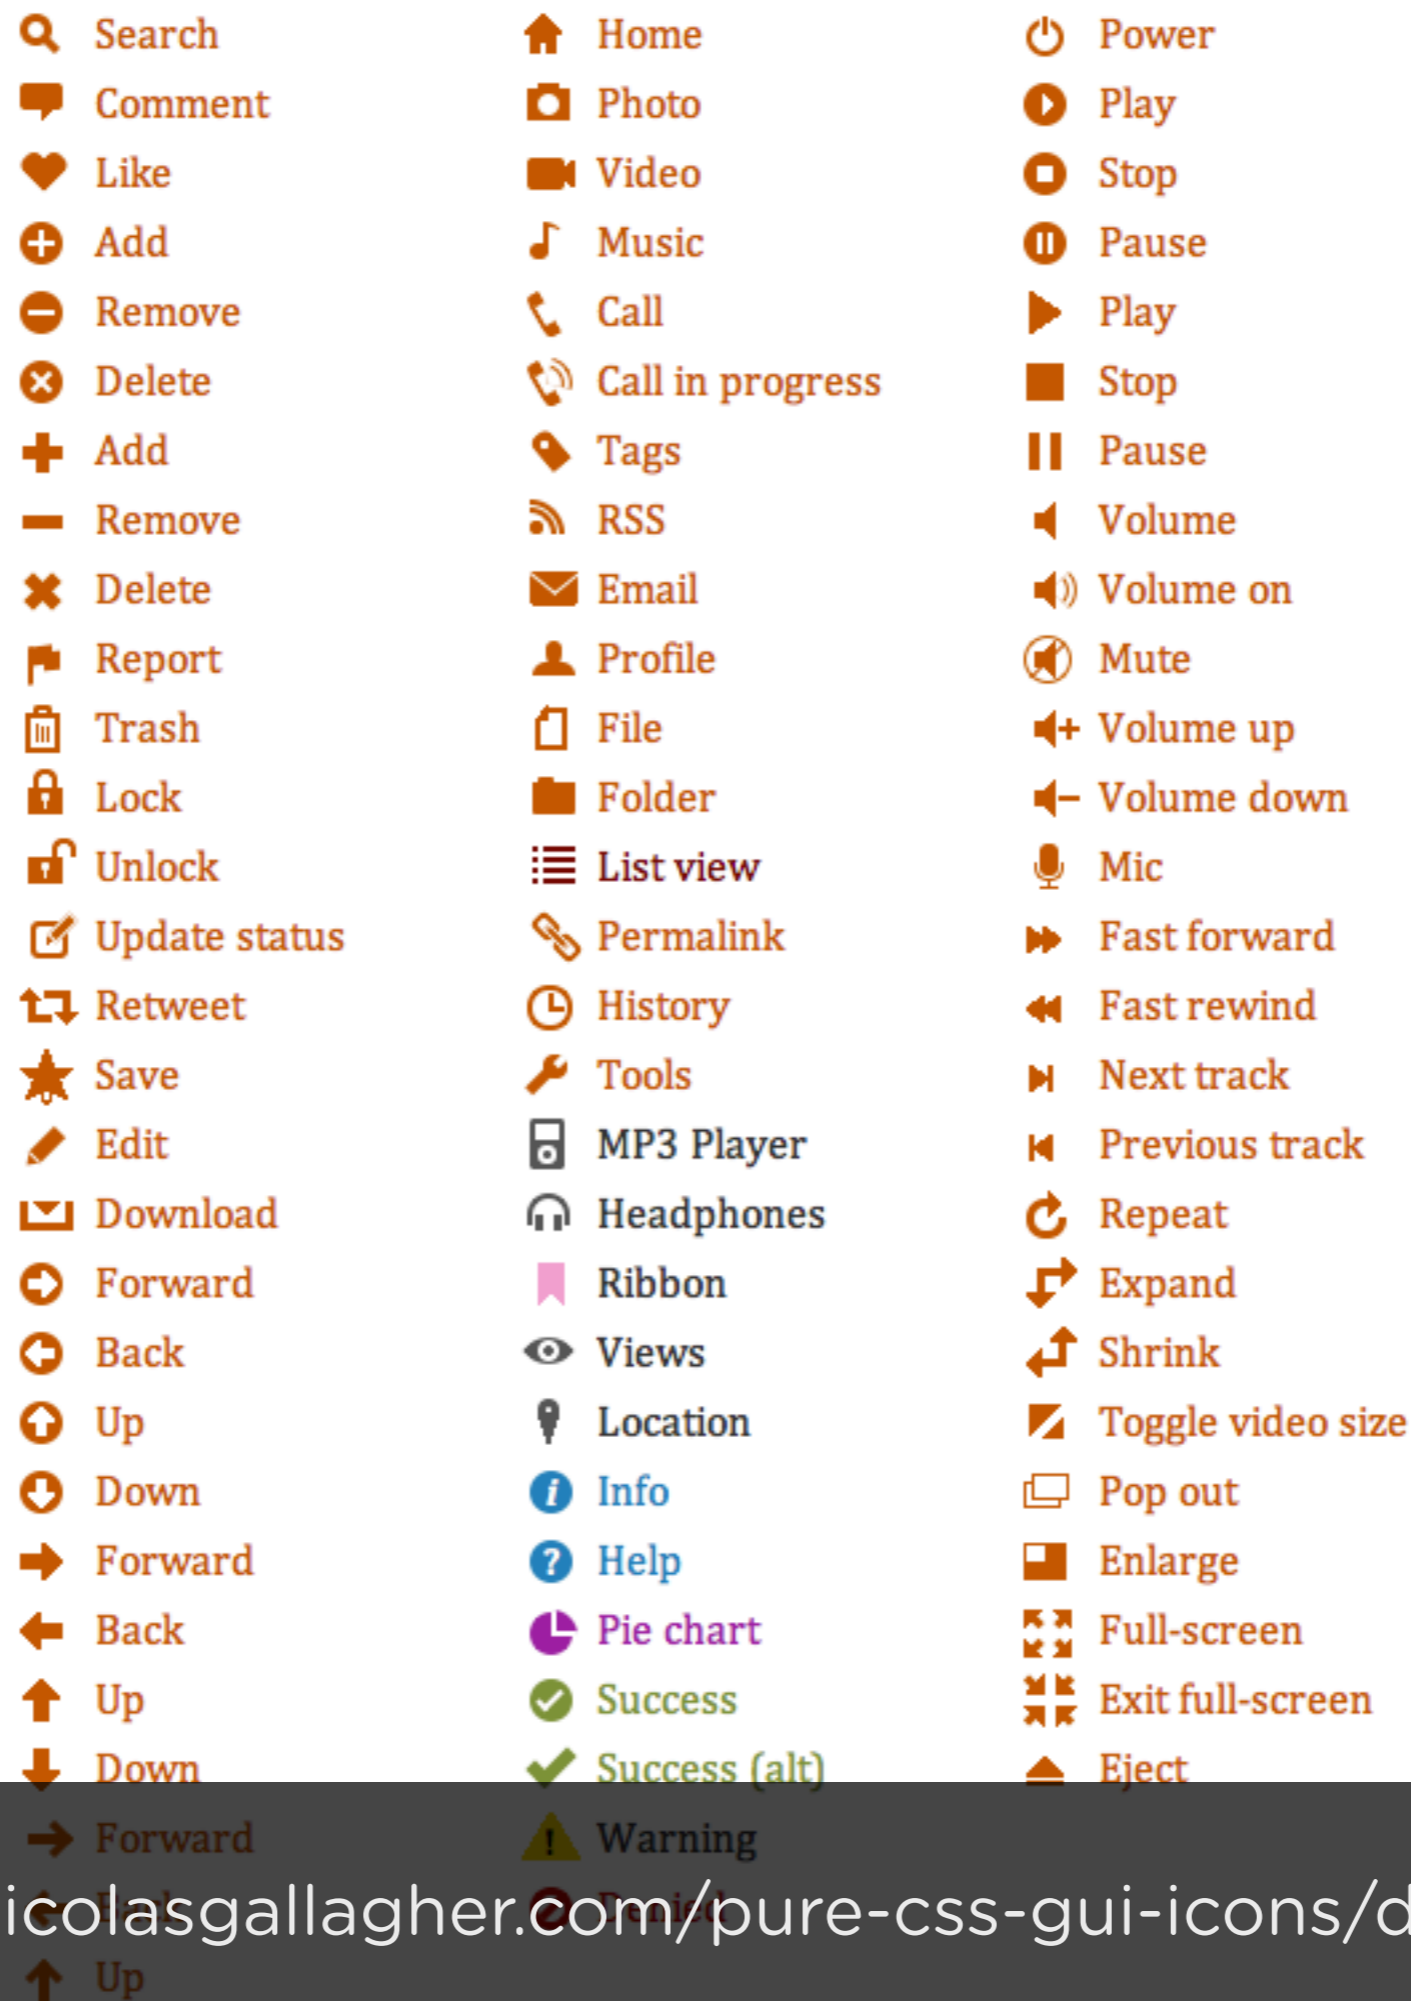 Search
Comment
Like
Add
Remove
Delete
Add
Remove
Delete
Report
Trash
Lock
Unlock
Update status
Retweet
Save
Edit
Download
Forward
Back
Up
Down
Forward
Back
Up
Down
Forward
Back
Up
Home
Photo
Video
Music
Call
Call in progress
Tags
RSS
Email
Profile
File
Folder
List view
Permalink
History
Tools
MP3 Player
Headphones
Ribbon
Views
Location
Info
Help
Pie chart
Success
Success (alt)
Warning
Denied
Power
Play
Stop
Pause
Play
Stop
Pause
Volume
Volume on
Mute
Volume up
Volume down
Mic
Fast forward
Fast rewind
Next track
Previous track
Repeat
Expand
Shrink
Toggle video size
Pop out
Enlarge
Full-screen
Exit full-screen
Eject
icolasgallagher.com/pure-css-gui-icons/d